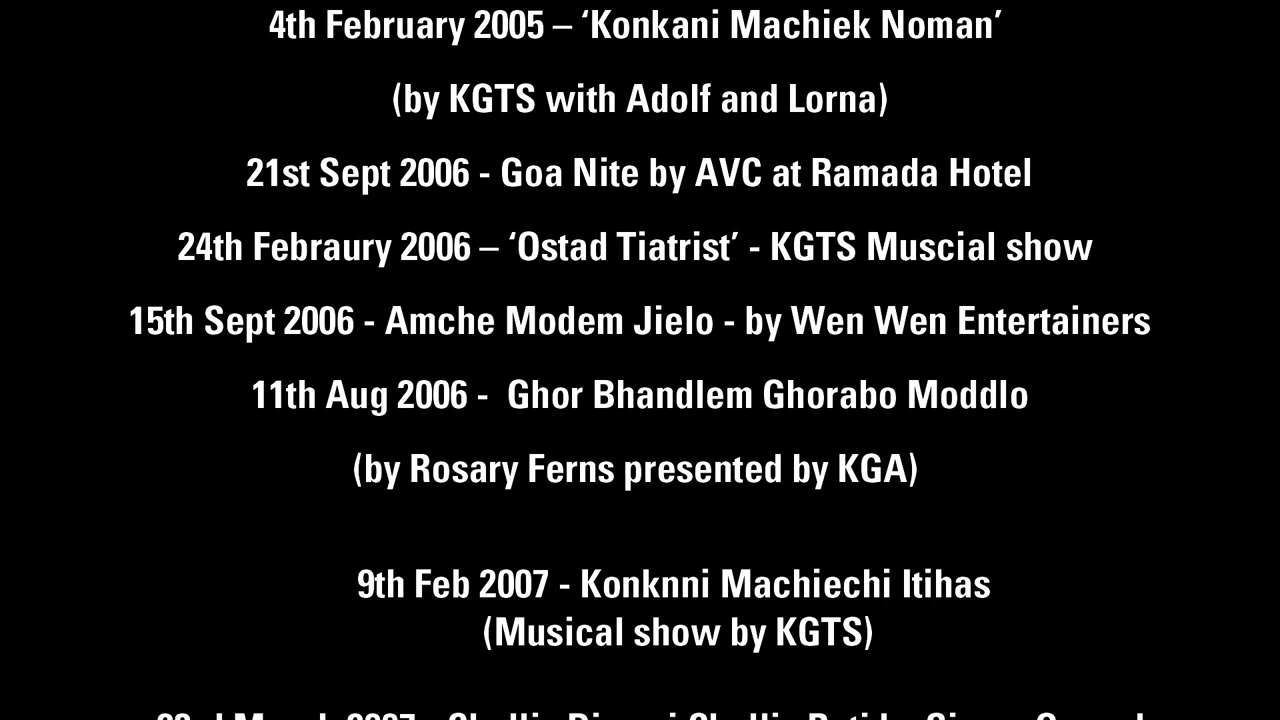 4th February 2005 – ‘Konkani Machiek Noman’
(by KGTS with Adolf and Lorna)
21st Sept 2006 - Goa Nite by AVC at Ramada Hotel
24th Febraury 2006 – ‘Ostad Tiatrist’ - KGTS Muscial show
15th Sept 2006 - Amche Modem Jielo - by Wen Wen Entertainers
11th Aug 2006 -  Ghor Bhandlem Ghorabo Moddlo
(by Rosary Ferns presented by KGA)
9th Feb 2007 - Konknni Machiechi Itihas
(Musical show by KGTS)